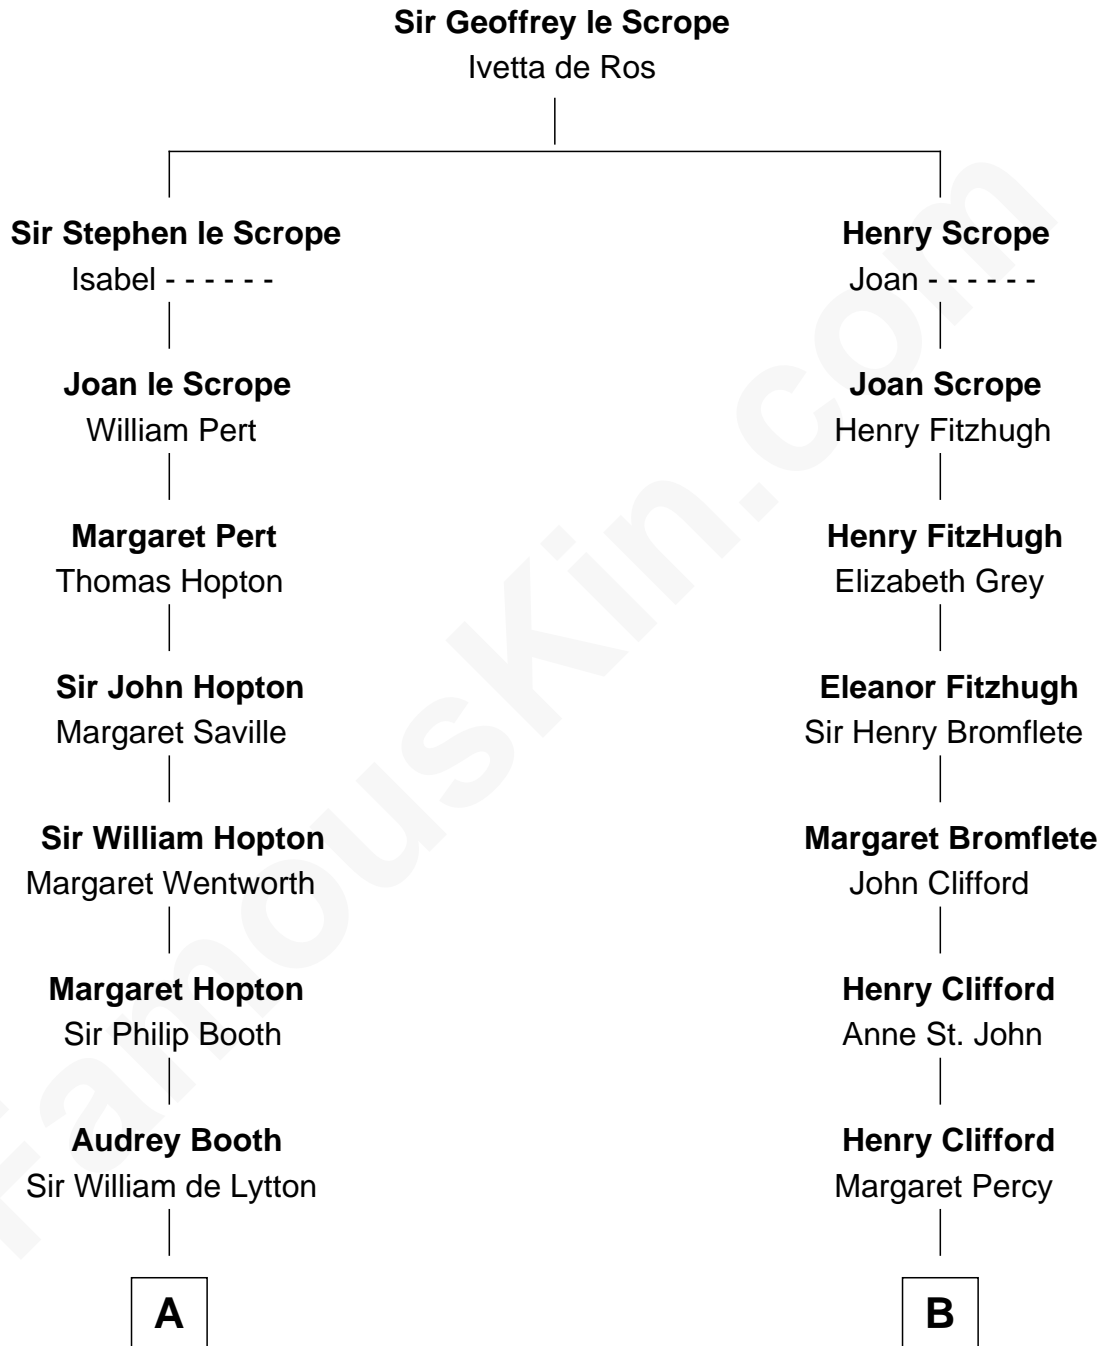 Sir Geoffrey le Scrope
Ivetta de Ros
Sir Stephen le Scrope
Isabel - - - - - -
Joan le Scrope
William Pert
Margaret Pert
Thomas Hopton
Sir John Hopton
Margaret Saville
Sir William Hopton
Margaret Wentworth
Margaret Hopton
Sir Philip Booth
Audrey Booth
Sir William de Lytton
A
Henry Scrope
Joan - - - - - -
Joan Scrope
Henry Fitzhugh
Henry FitzHugh
Elizabeth Grey
Eleanor Fitzhugh
Sir Henry Bromflete
Margaret Bromflete
John Clifford
Henry Clifford
Anne St. John
Henry Clifford
Margaret Percy
B
FamousKin.com